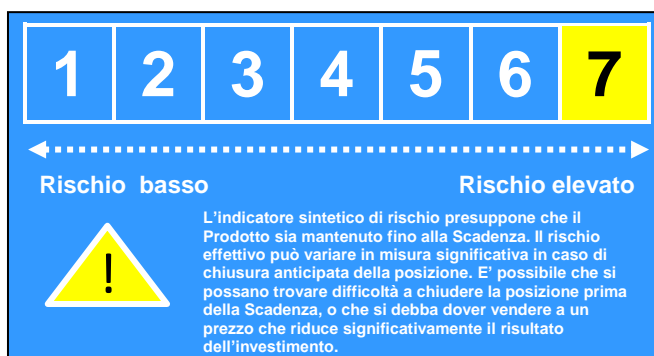 1 2 3 4 5 6 7
Rischio basso Rischio elevato
L'indicatore sintetico di rischio presuppone che il
Prodotto sia mantenuto fino alla Scadenza. Il rischio
effettivo può variare in misura significativa in caso di
chiusura anticipata della posizione. E' possibile che si
possano trovare difficoltà a chiudere la posizione prima
della Scadenza, o che si debba dover vendere a un
prezzo che riduce significativamente il risultato
dell'investimento.
!